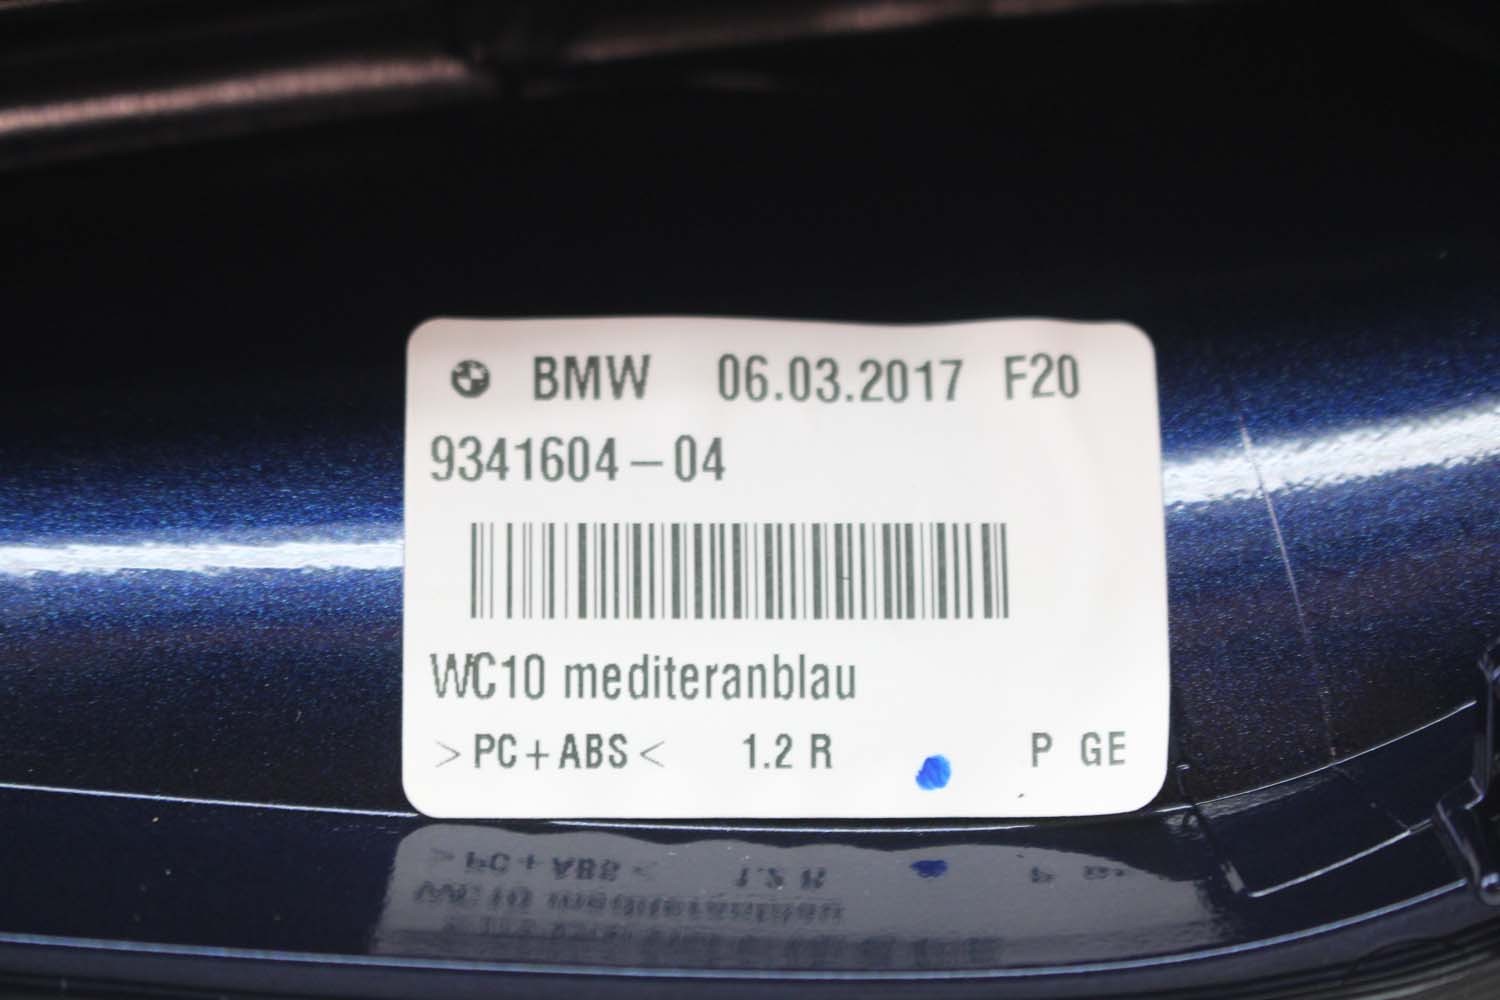 BMW 06.03.2017 F20
9341604-04
WC10 mediteranblau
>PC+ABS< 1.2 R P GE